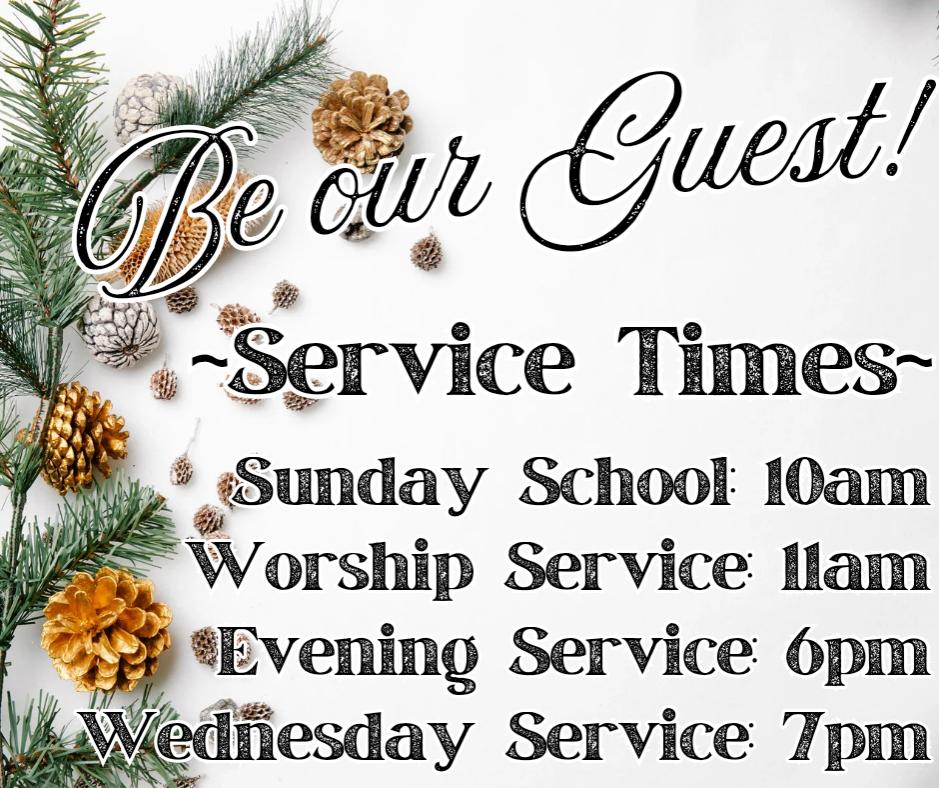 Be our Guest!
~Service Times~
Sunday School: 10am
Worship Service: 11am
Evening Service: 6pm
Wednesday Service: 7pm